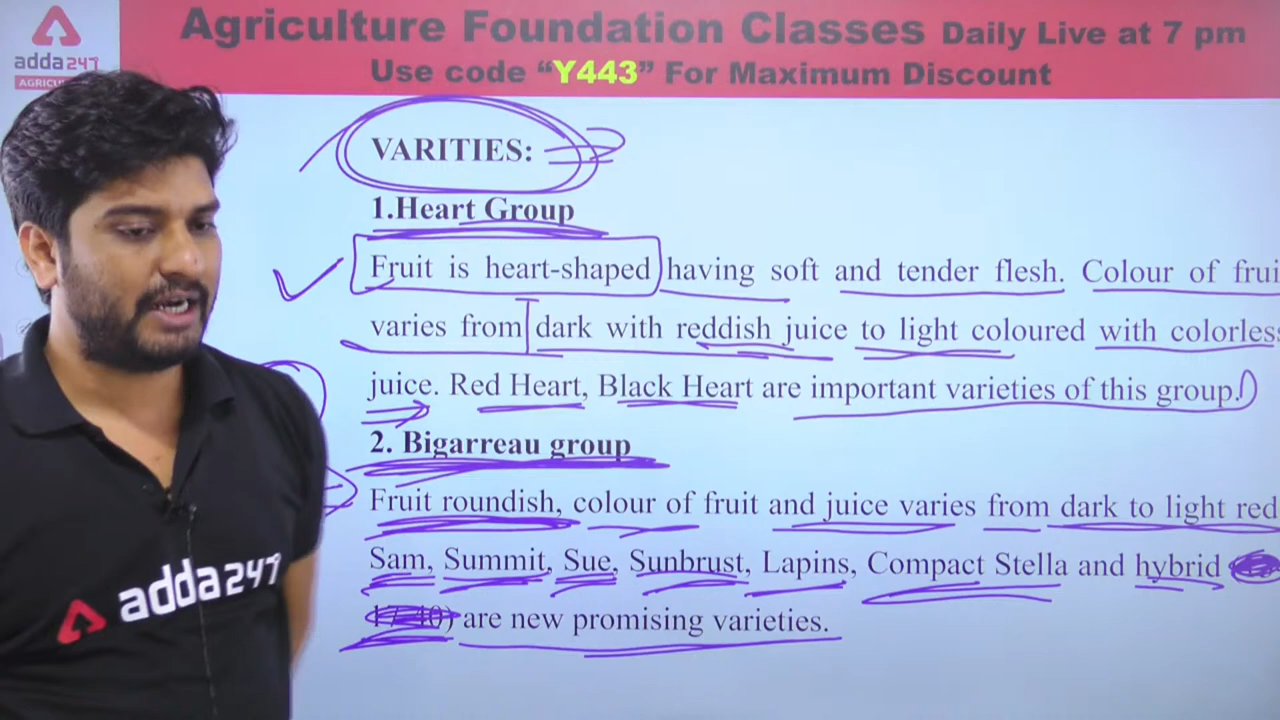 Agriculture Foundation Classes Daily Live at 7 pm
Use code “Y443” For Maximum Discount
adda247
VARITIES:
1.Heart Group
Fruit is heart-shaped having soft and tender flesh. Colour of
varies from dark with reddish juice to light coloured with
juice. Red Heart, Black Heart are important varieties of this group.
2. Bigarreau group
Fruit roundish, colour of fruit and juice varies from dark to light red
Sam, Summit, Sue, Sunbrust, Lapins, Compact Stella and hybrid
are new promising varieties.
adda247